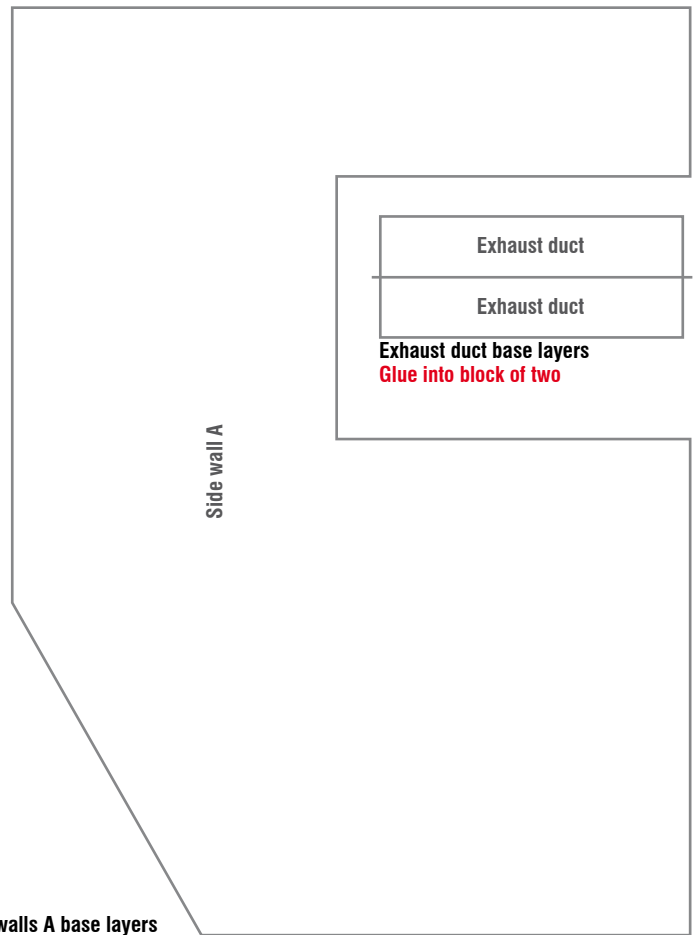 Exhaust duct
Exhaust duct
Exhaust duct base layers
Glue into block of two
Side wall A
walls A base layers